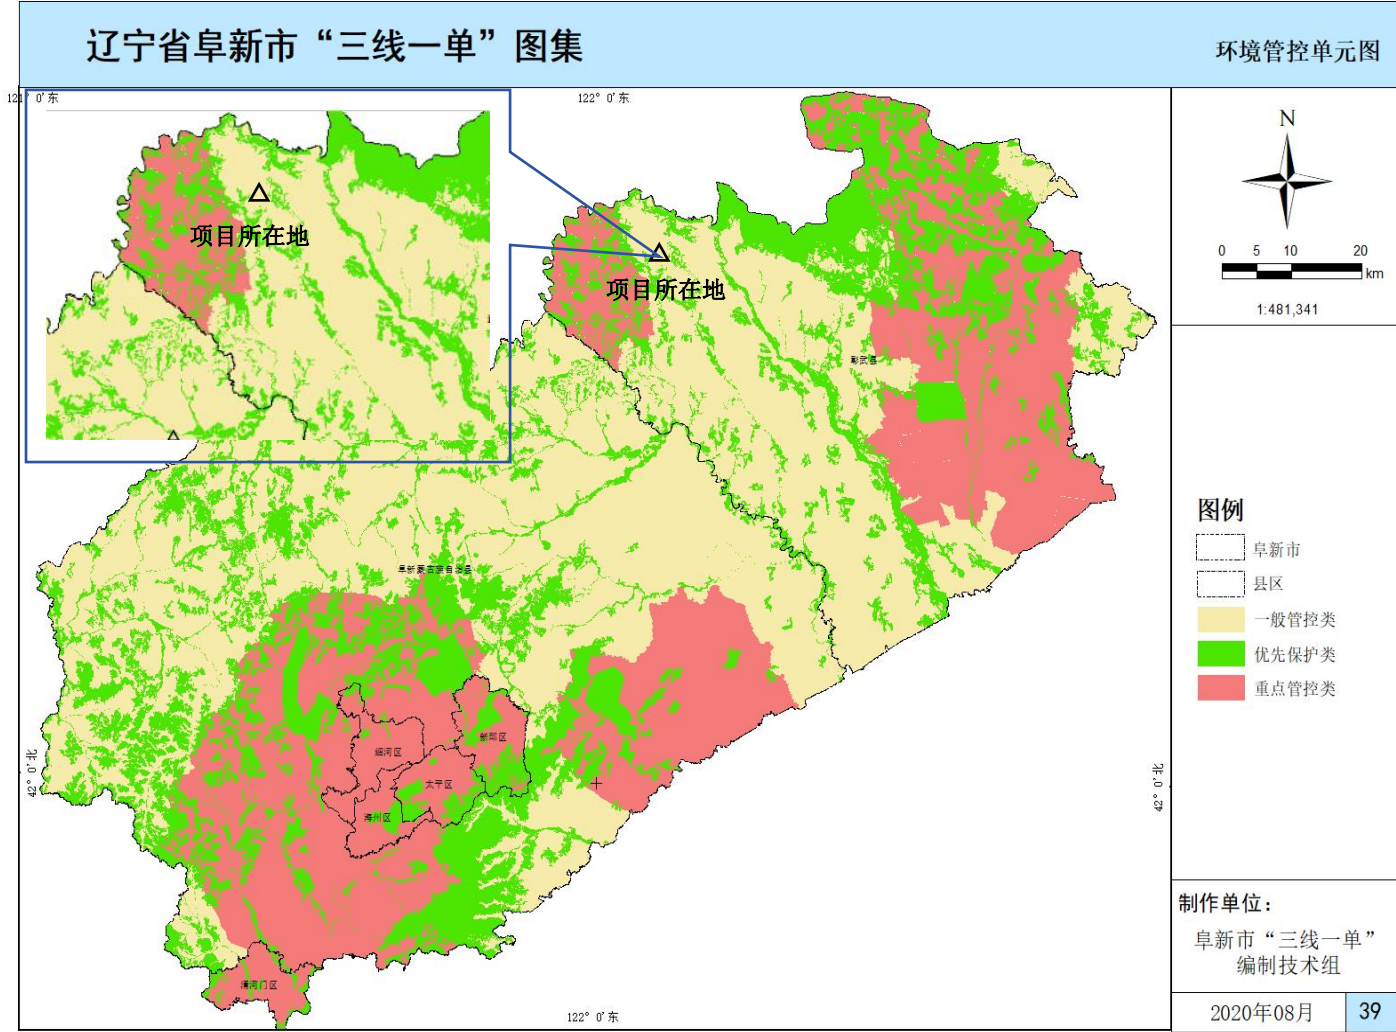 辽宁省阜新市“三线一单”图集
环境管控单元图
121° 0′东
122° 0′东
N
项目所在地
项目所在地
0 5 10 20
km
1:481,341
彰武县
阜新蒙古族自治县
图例
阜新市
县区
一般管控类
优先保护类
重点管控类
新邱区
细河区
太平区
海州区
清河门区
42° 0′北
42° 0′北
制作单位：
阜新市“三线一单”
编制技术组
122° 0′东
2020年08月
39